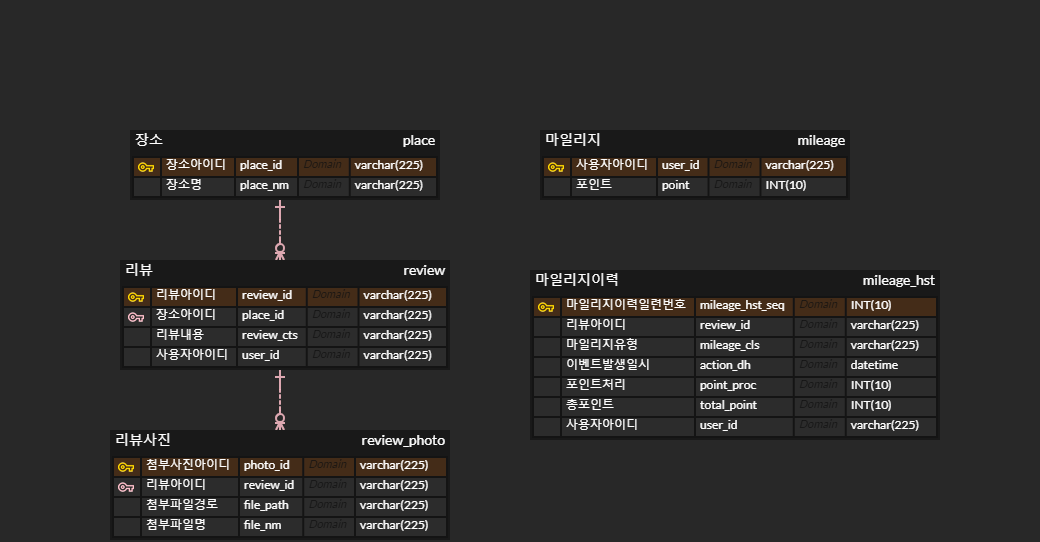 장소 place
장소아이디 place_id Domain varchar(225)
장소명 place_nm Domain varchar(225)
리뷰 review
리뷰아이디 review_id Domain varchar(225)
장소아이디 place_id Domain varchar(225)
리뷰내용 review_cts Domain varchar(225)
사용자아이디 user_id Domain varchar(225)
리뷰사진 review_photo
첨부사진아이디 photo_id Domain varchar(225)
리뷰아이디 review_id Domain varchar(225)
첨부파일경로 file_path Domain varchar(225)
첨부파일명 file_nm Domain varchar(225)
마일리지 mileage
사용자아이디 user_id Domain varchar(225)
포인트 point Domain INT(10)
마일리지이력 mileage_hst
마일리지이력일련번호 mileage_hst_seq Domain INT(10)
리뷰아이디 review_id Domain varchar(225)
마일리지유형 mileage_cls Domain varchar(225)
이벤트발생일시 action_dh Domain datetime
포인트처리 point_proc Domain INT(10)
총포인트 total_point Domain INT(10)
사용자아이디 user_id Domain varchar(225)